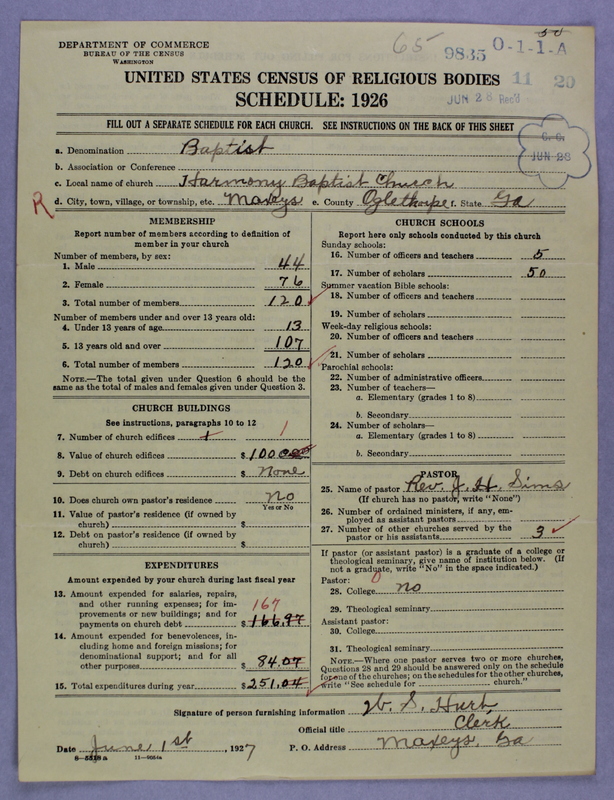 50
DEPARTMENT OF COMMERCE
BUREAU OF THE CENSUS
WASHINGTON
65 9835 0-1-1-A
11 20
JUN 28 Rec'd
UNITED STATES CENSUS OF RELIGIOUS BODIES
SCHEDULE: 1926
FILL OUT A SEPARATE SCHEDULE FOR EACH CHURCH. SEE INSTRUCTIONS ON THE BACK OF THIS SHEET
C. C.
JUN 28
a. Denomination Baptist
b. Association or Conference
c. Local name of church Harmony Baptist Church
R d. City, town, village, or township, etc. Maxeys e. County Oglethorpe f. State Ga
MEMBERSHIP
Report number of members according to definition of
member in your church
Number of members, by sex:
1. Male 44
2. Female 76
3. Total number of members 120
Number of members under and over 13 years old:
4. Under 13 years of age 13
5. 13 years old and over 107
6. Total number of members 120
NOTE.—The total given under Question 6 should be
same as the total of males and females given under Question 3.
CHURCH BUILDINGS
See instructions, paragraphs 10 to 12
7. Number of church edifices 1
8. Value of church edifices $ 1000
9. Debt on church edifices $ None
10. Does church own pastor's residence No
Yes or No
11. Value of pastor's residence (if owned by
church) $
12. Debt on pastor's residence (if owned by
church) $
EXPENDITURES
Amount expended by your church during last fiscal year
13. Amount expended for salaries, repairs,
and other running expenses; for im-
provements or new buildings; and for
payments on church debt $ 166.97
167
14. Amount expended for benevolences, in-
cluding home and foreign missions; for
denominational support; and for all
other purposes 84.07
15. Total expenditures during year $ 251.04
CHURCH SCHOOLS
Report here only schools conducted by this church
Sunday schools:
16. Number of officers and teachers 5
17. Number of scholars 50
Summer vacation Bible schools:
18. Number of officers and teachers
19. Number of scholars
Week-day religious schools:
20. Number of officers and teachers
21. Number of scholars
Parochial schools:
22. Number of administrative officers
23. Number of teachers—
a. Elementary (grades 1 to 8)
b. Secondary
24. Number of scholars—
a. Elementary (grades 1 to 8)
b. Secondary
PASTOR
25. Name of pastor Rev. J. H. Sims
(If church has no pastor, write "None")
26. Number of ordained ministers, if any, em-
ployed as assistant pastors
27. Number of other churches served by the
pastor or his assistants 3
If pastor (or assistant pastor) is a graduate of a college or
theological seminary, give name of institution below. (If
not a graduate, write "No" in the space indicated.)
Pastor: 0
28. College no
29. Theological seminary
Assistant pastor:
30. College
31. Theological seminary
NOTE.—Where one pastor serves two or more churches,
Questions 28 and 29 should be answered only on the schedule
for one of the churches; on the schedules for the other churches,
write "See schedule for church."
Signature of person furnishing information W. S. Hurt
Official title Clerk
Date June 1st, 1927 P. O. Address Maxeys, Ga
8—5518a 11—9084a